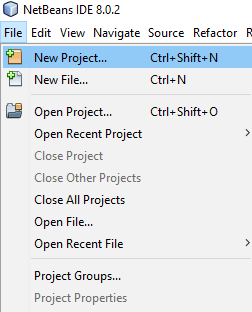 NetBeans IDE 8.0.2
File Edit View Navigate Source Refactor
New Project... Ctrl+Shift+N
New File... Ctrl+N
Open Project... Ctrl+Shift+O
Open Recent Project
Close Project
Close Other Projects
Close All Projects
Open File...
Open Recent File
Project Groups...
Project Properties